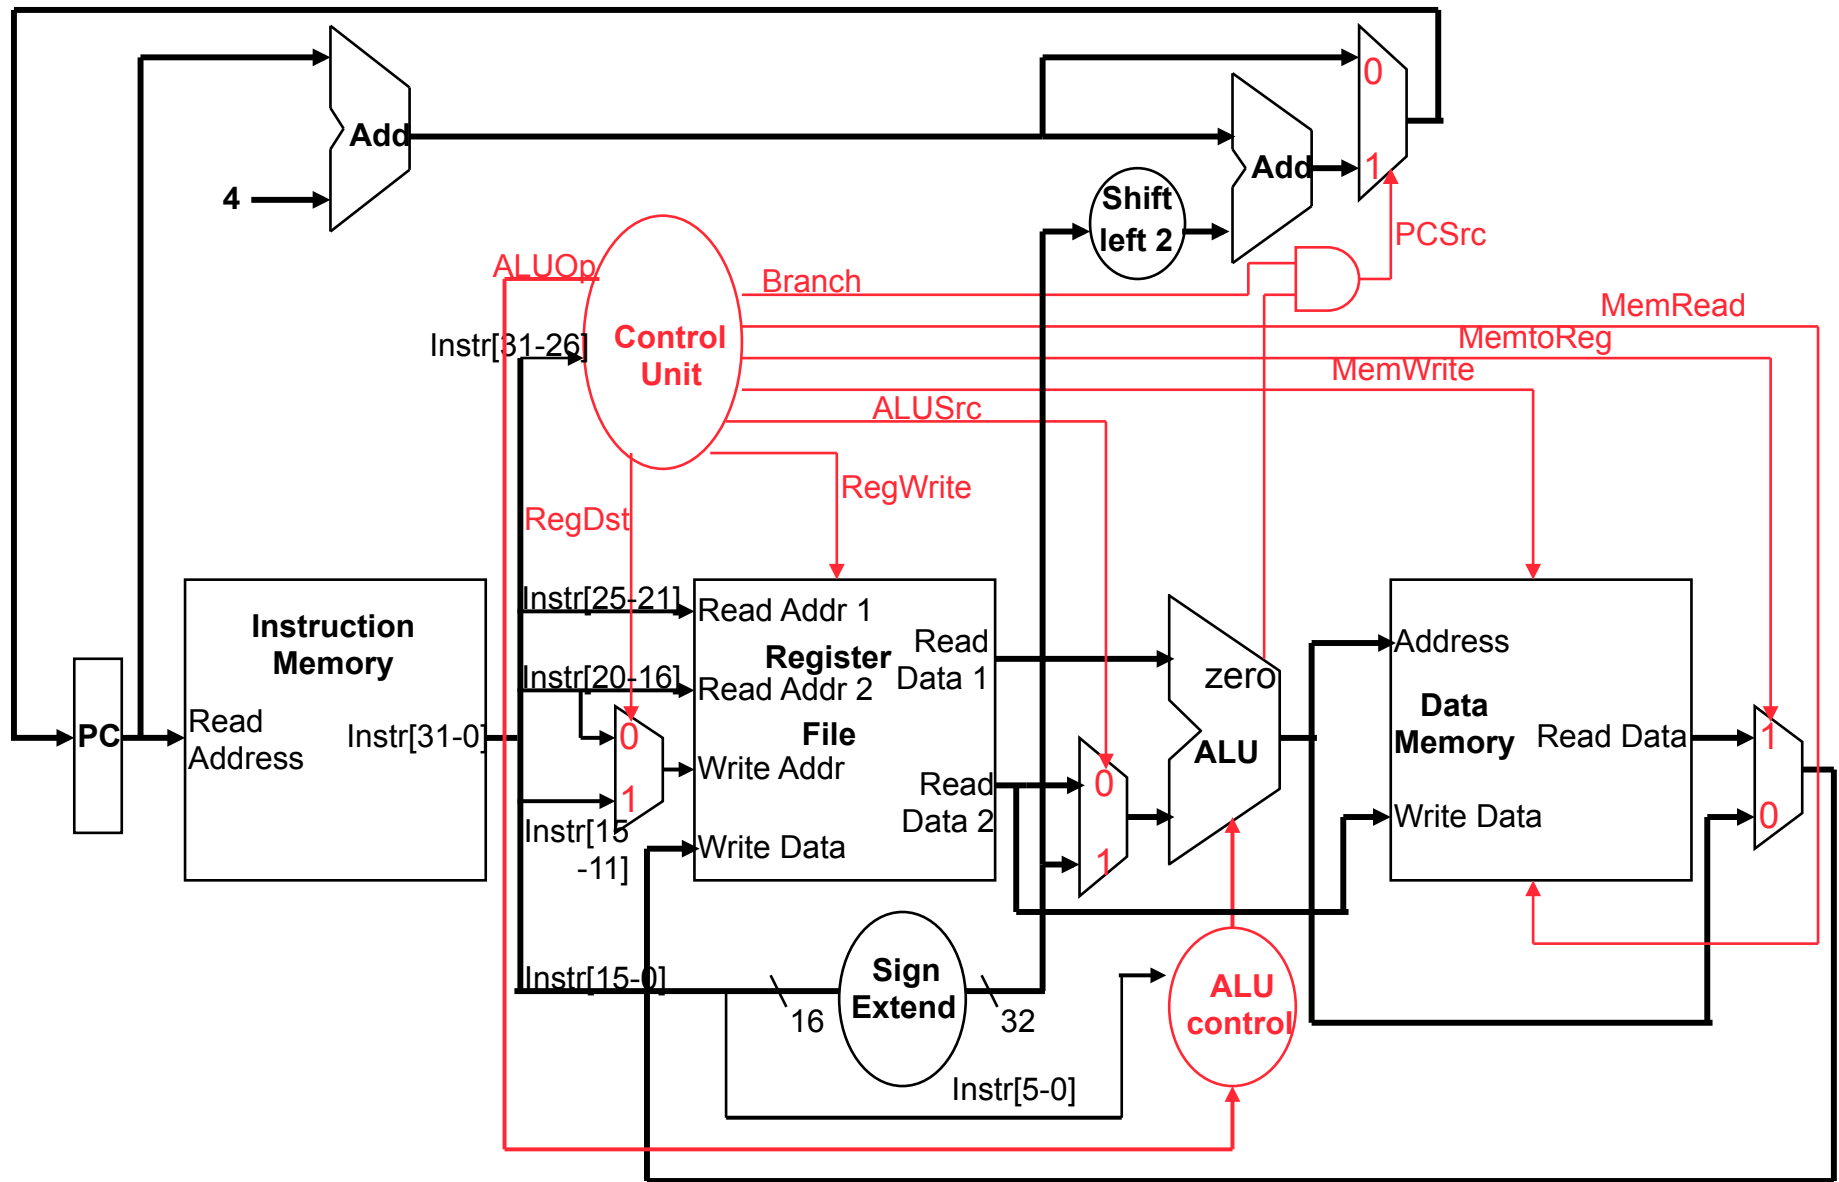 0
Add
1
Add
4
Shift
left 2
PCSrc
ALUOp
Branch
MemRead
Instr[31-26]
Control
Unit
MemtoReg
MemWrite
ALUSrc
RegWrite
RegDst
Instruction
Memory
Instr[25-21]
Read Addr 1
Register
Read
Data 1
Instr[20-16]
Read Addr 2
zero
Address
PC
Read
Address
Instr[31-0]
0
File
Data
Memory
Read Data
1
ALU
Write Addr
1
Read
Data 2
0
Write Data
0
Instr[15
-11]
Write Data
1
Instr[15-0]
Sign
Extend
16
32
ALU
control
Instr[5-0]